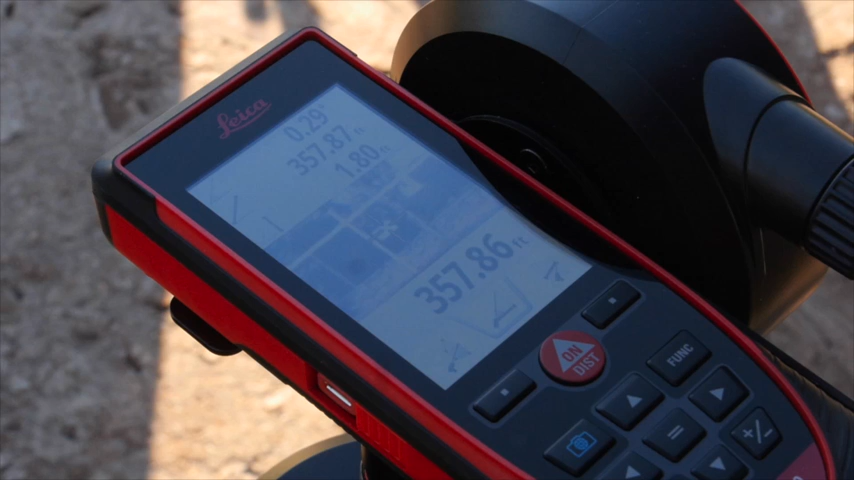 Leica
0.29°
357.87 ft
1.80 ft
357.86 ft
ON
DIST
FUNC
=
+/-